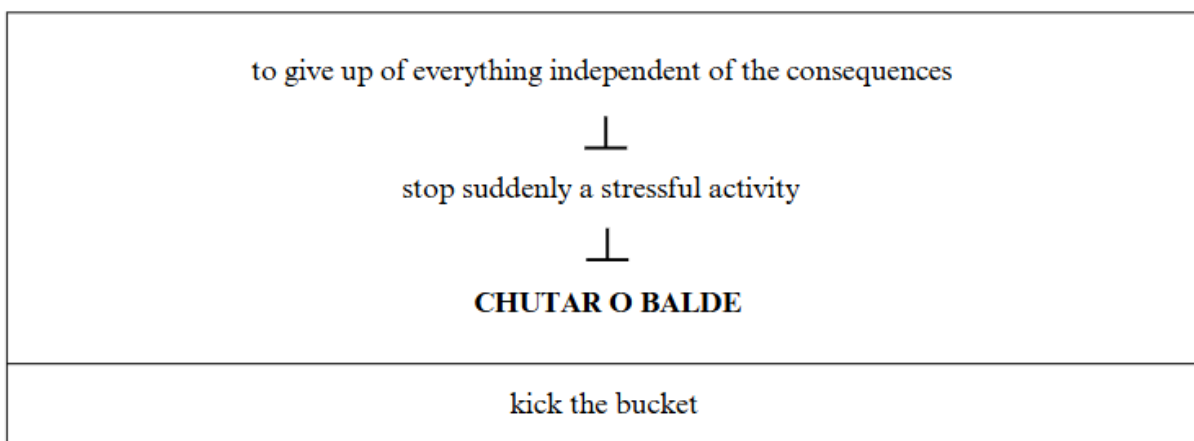 to give up of everything independent of the consequences
⊥
stop suddenly a stressful activity
⊥
CHUTAR O BALDE
kick the bucket